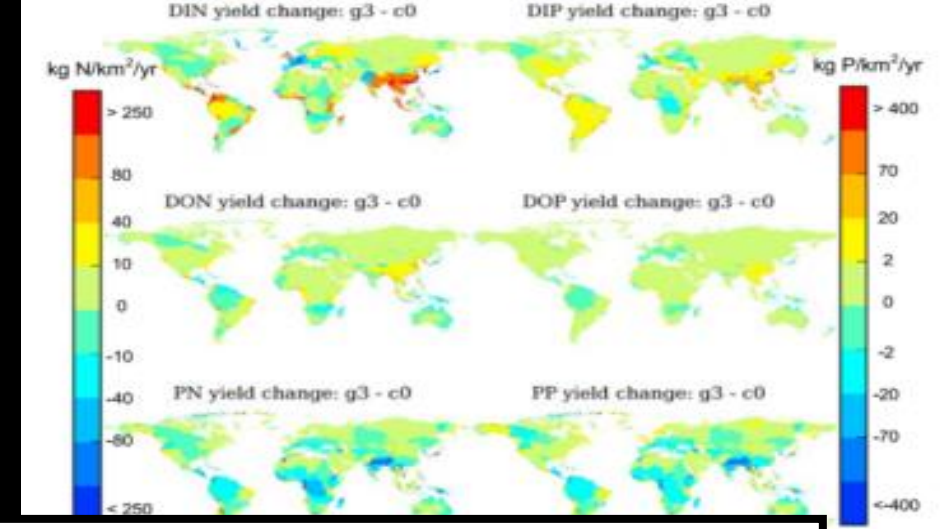 DIN yield change: g3 - c0
DIP yield change: g3 - c0
kg N/km²/yr
kg P/km²/yr
> 250
80
40
10
0
-10
-40
-80
< 250
> 400
70
20
2
0
-2
-20
-70
<-400
DON yield change: g3 - c0
DOP yield change: g3 - c0
PN yield change: g3 - c0
PP yield change: g3 - c0